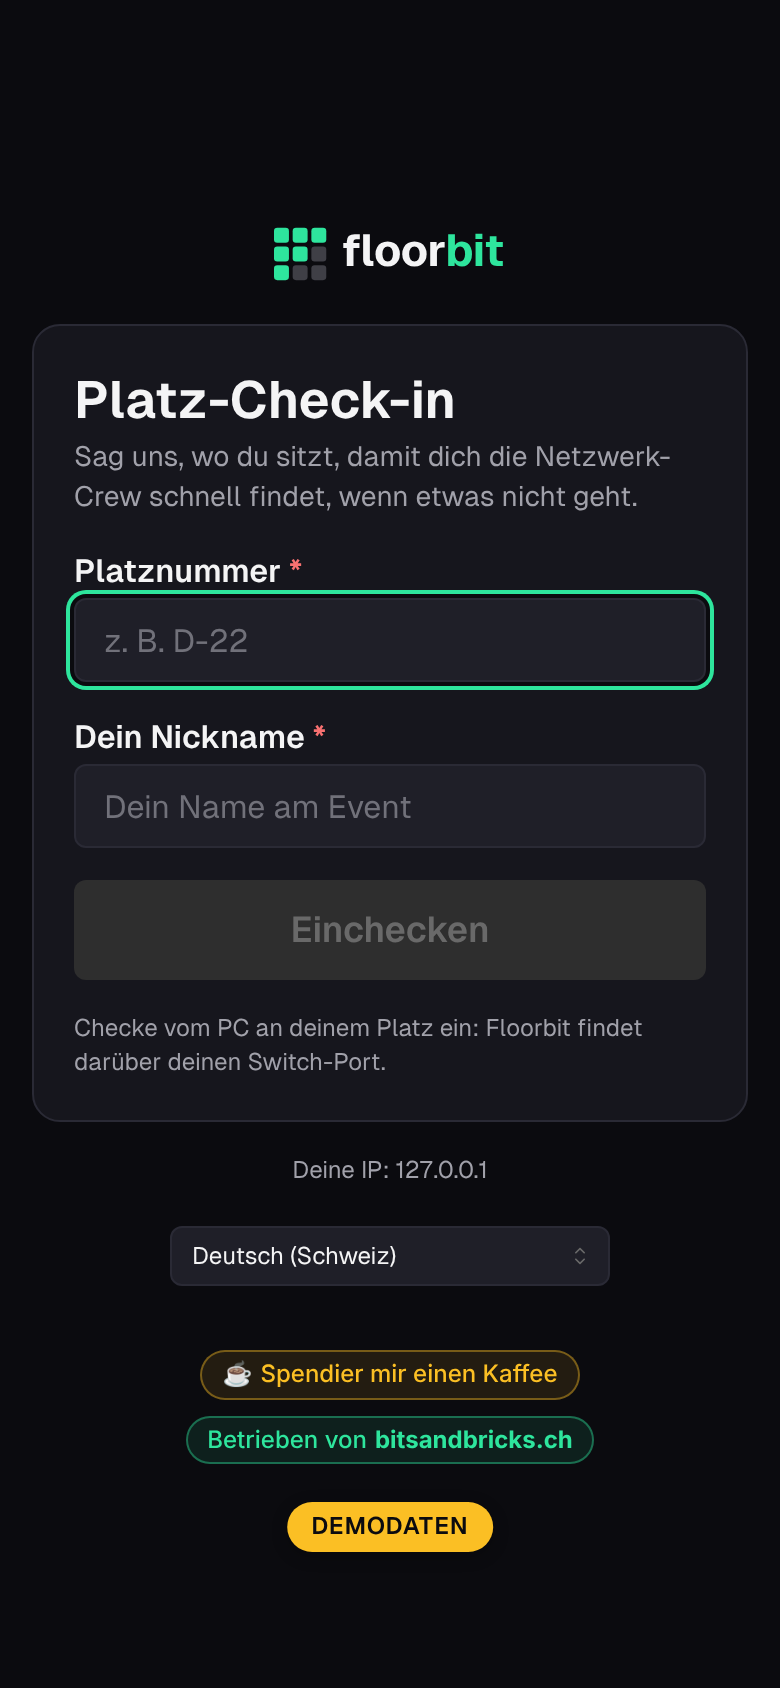 floorbit
Platz-Check-in
Sag uns, wo du sitzt, damit dich die Netzwerk-
Crew schnell findet, wenn etwas nicht geht.
Platznummer *
z. B. D-22
Dein Nickname *
Dein Name am Event
Einchecken
Checke vom PC an deinem Platz ein: Floorbit findet
darüber deinen Switch-Port.
Deine IP: 127.0.0.1
Deutsch (Schweiz)
☕ Spendier mir einen Kaffee
Betrieben von bitsandbricks.ch
DEMODATEN